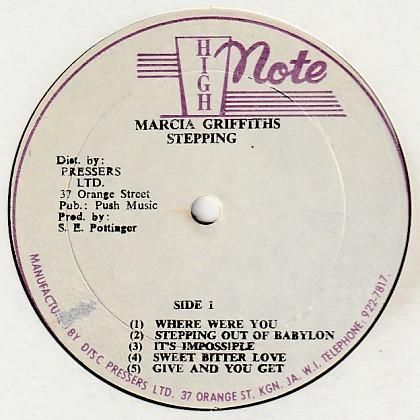 HIGH Note
MARCIA GRIFFITHS
STEPPING
Dist. by:
PRESSERS
LTD.
37 Orange Street
Pub.: Push Music
Prod. by:
S. E. Pottinger
SIDE 1
(1) WHERE WERE YOU
(2) STEPPING OUT OF BABYLON
(3) IT'S IMPOSSIPLE
(4) SWEET BITTER LOVE
(5) GIVE AND YOU GET
MANUFACTURED BY DISC PRESSERS LTD. 37 ORANGE ST. KGN. JA. W.I. TELEPHONE: 922-7817.